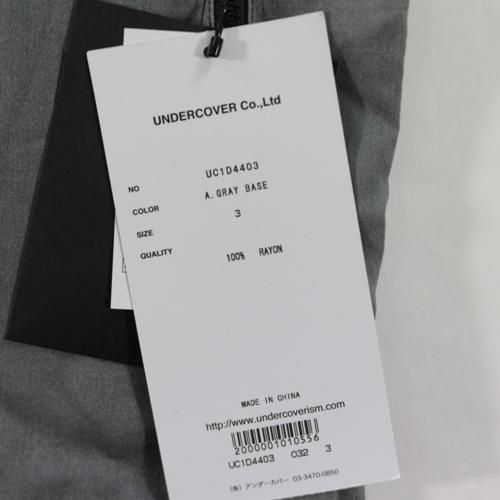 UNDERCOVER Co.,Ltd
NO UC1D4403
COLOR A.GRAY BASE
SIZE 3
QUALITY 100% RAYON
MADE IN CHINA
http://www.undercoverism.com
2000001010556
UC1D4403 032 3
(株) アンダーカバー 03-3470-0850